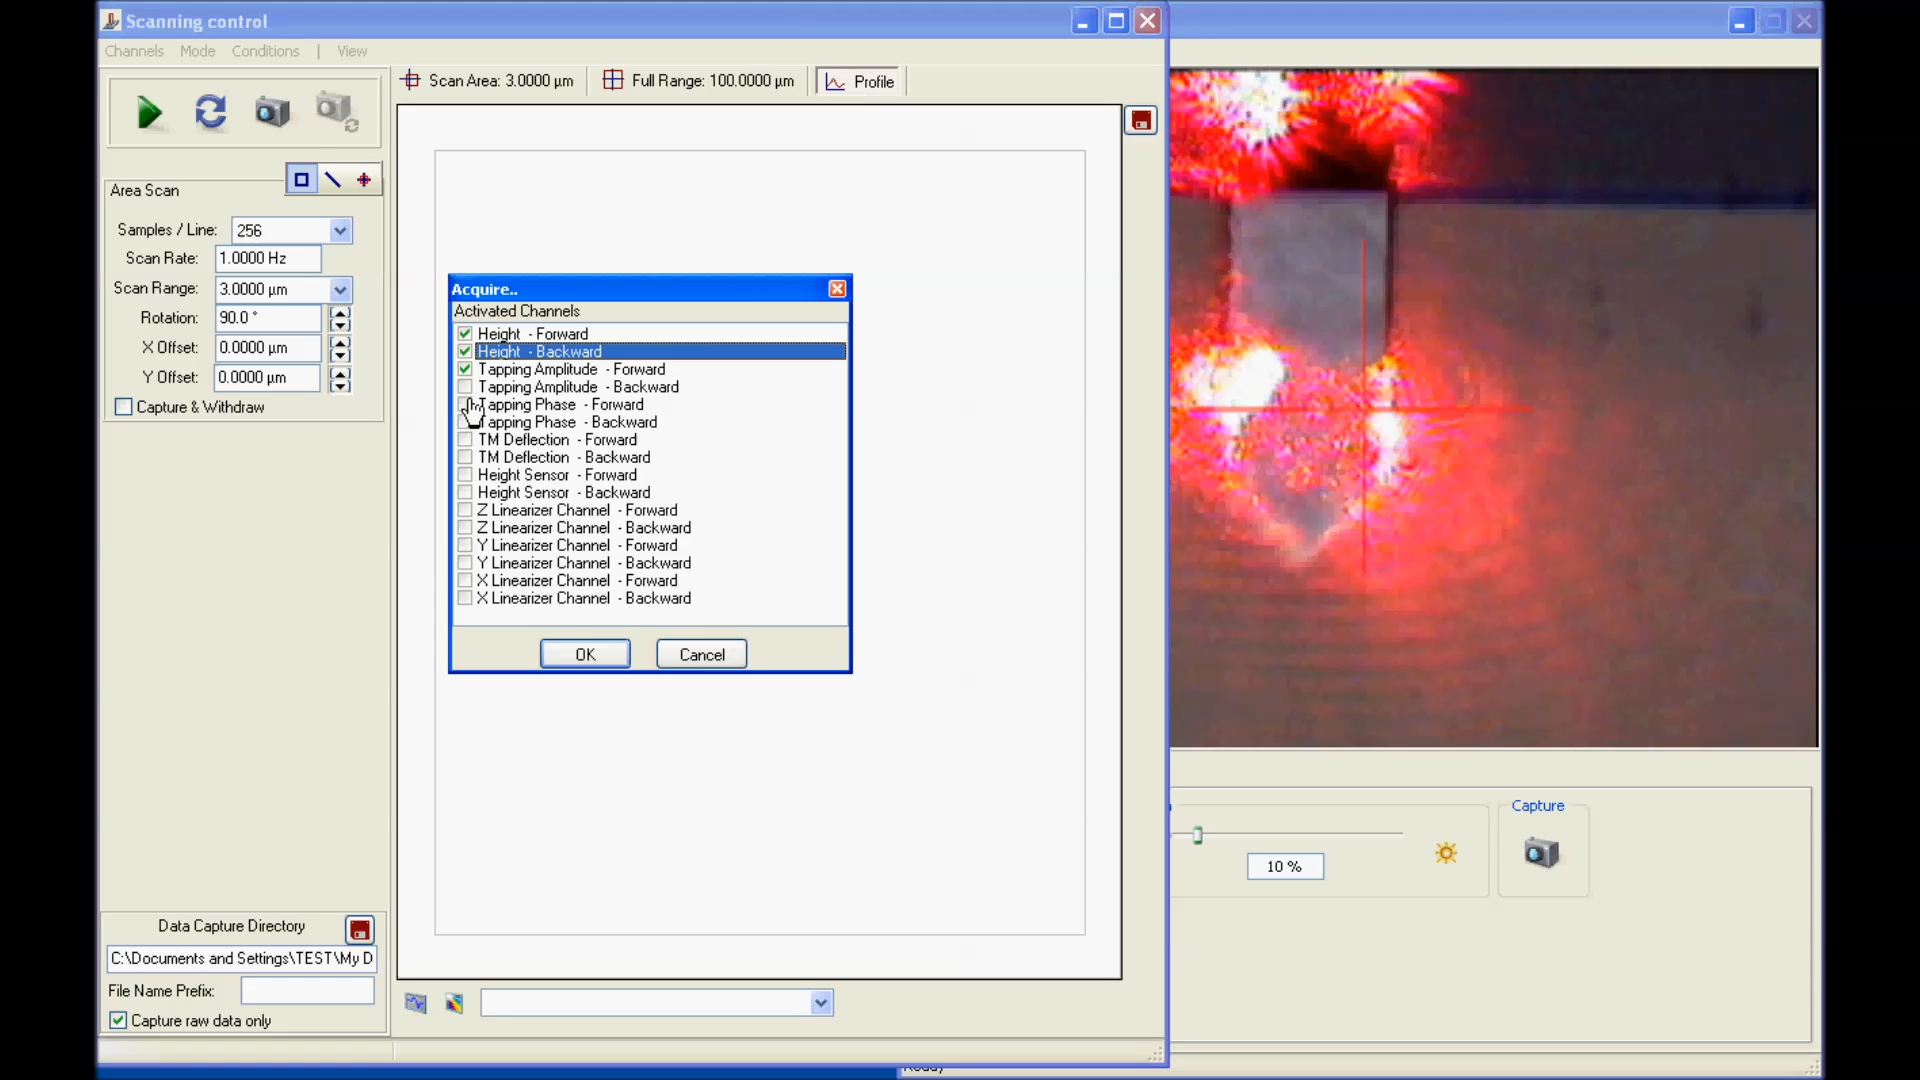 Scanning control
Channels Mode Conditions | View
Scan Area: 3.0000 µm
Full Range: 100.0000 µm
Profile
Area Scan
Samples / Line: 256
Scan Rate: 1.0000 Hz
Scan Range: 3.0000 µm
Rotation: 90.0 °
X Offset: 0.0000 µm
Y Offset: 0.0000 µm
Capture & Withdraw
Acquire..
Activated Channels
Height - Forward
Height - Backward
Tapping Amplitude - Forward
Tapping Amplitude - Backward
Tapping Phase - Forward
Tapping Phase - Backward
TM Deflection - Forward
TM Deflection - Backward
Height Sensor - Forward
Height Sensor - Backward
Z Linearizer Channel - Forward
Z Linearizer Channel - Backward
Y Linearizer Channel - Forward
Y Linearizer Channel - Backward
X Linearizer Channel - Forward
X Linearizer Channel - Backward
OK Cancel
Capture
10 %
Data Capture Directory
C:\Documents and Settings\TEST\My D
File Name Prefix:
Capture raw data only